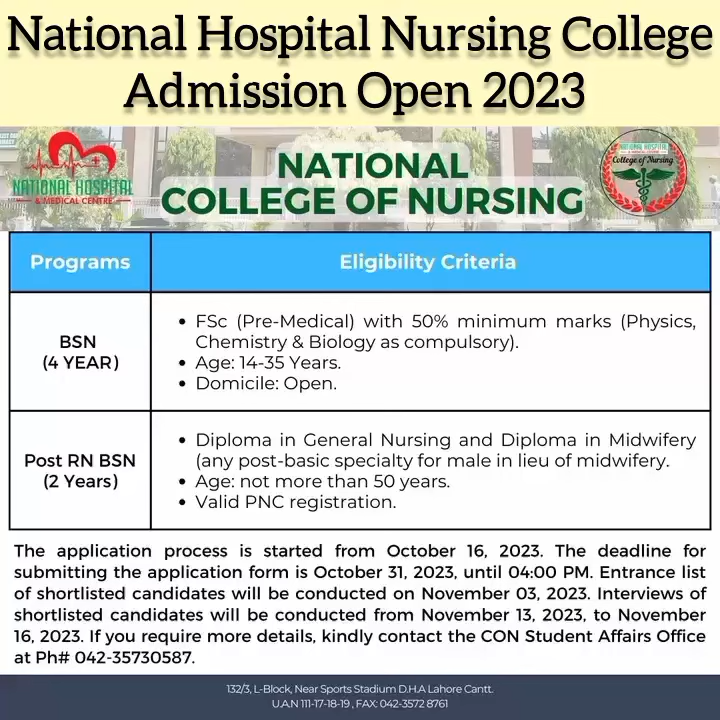 National Hospital Nursing College
Admission Open 2023
NATIONAL HOSPITAL
& MEDICAL CENTRE
NATIONAL
COLLEGE OF NURSING
NATIONAL HOSPITAL
& MEDICAL CENTRE
College of Nursing
Programs
Eligibility Criteria
BSN
(4 YEAR)
• FSc (Pre-Medical) with 50% minimum marks (Physics,
Chemistry & Biology as compulsory).
• Age: 14-35 Years.
• Domicile: Open.
Post RN BSN
(2 Years)
• Diploma in General Nursing and Diploma in Midwifery
(any post-basic specialty for male in lieu of midwifery.
• Age: not more than 50 years.
• Valid PNC registration.
The application process is started from October 16, 2023. The deadline for
submitting the application form is October 31, 2023, until 04:00 PM. Entrance list
of shortlisted candidates will be conducted on November 03, 2023. Interviews of
shortlisted candidates will be conducted from November 13, 2023, to November
16, 2023. If you require more details, kindly contact the CON Student Affairs Office
at Ph# 042-35730587.
132/3, L-Block, Near Sports Stadium D.H.A Lahore Cantt.
U.A.N 111-17-18-19 , FAX: 042-3572 8761